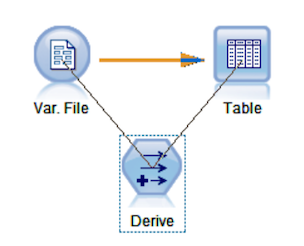 Var. File
Table
Derive